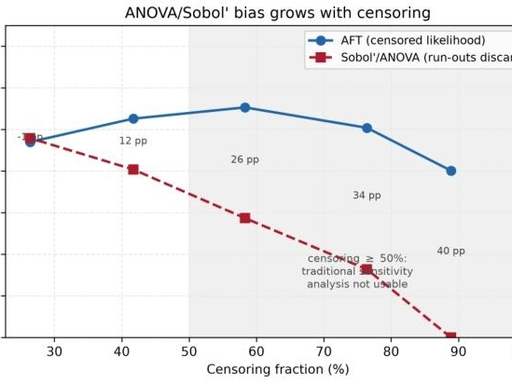 ANOVA/Sobol' bias grows with censoring
AFT (censored likelihood)
Sobol'/ANOVA (run-outs
12 pp
26 pp
34 pp
40 pp
censoring ≥ 50%:
traditional sensitivity
analysis not usable
30 40 50 60 70 80 90
Censoring fraction (%)